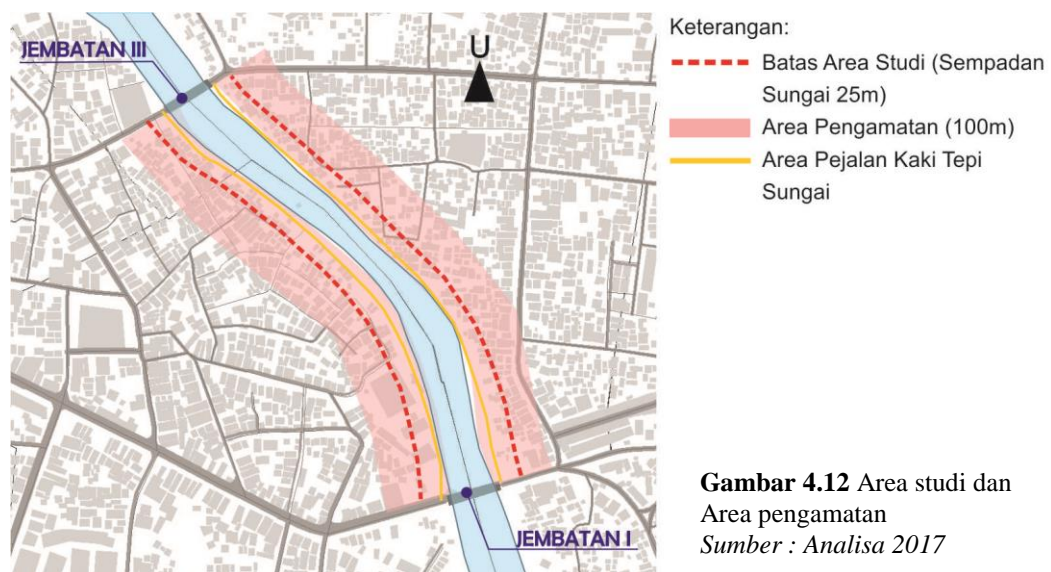 JEMBATAN III
U
JEMBATAN I
Keterangan:
Batas Area Studi (Sempadan
Sungai 25m)
Area Pengamatan (100m)
Area Pejalan Kaki Tepi
Sungai
Gambar 4.12 Area studi dan
Area pengamatan
Sumber : Analisa 2017